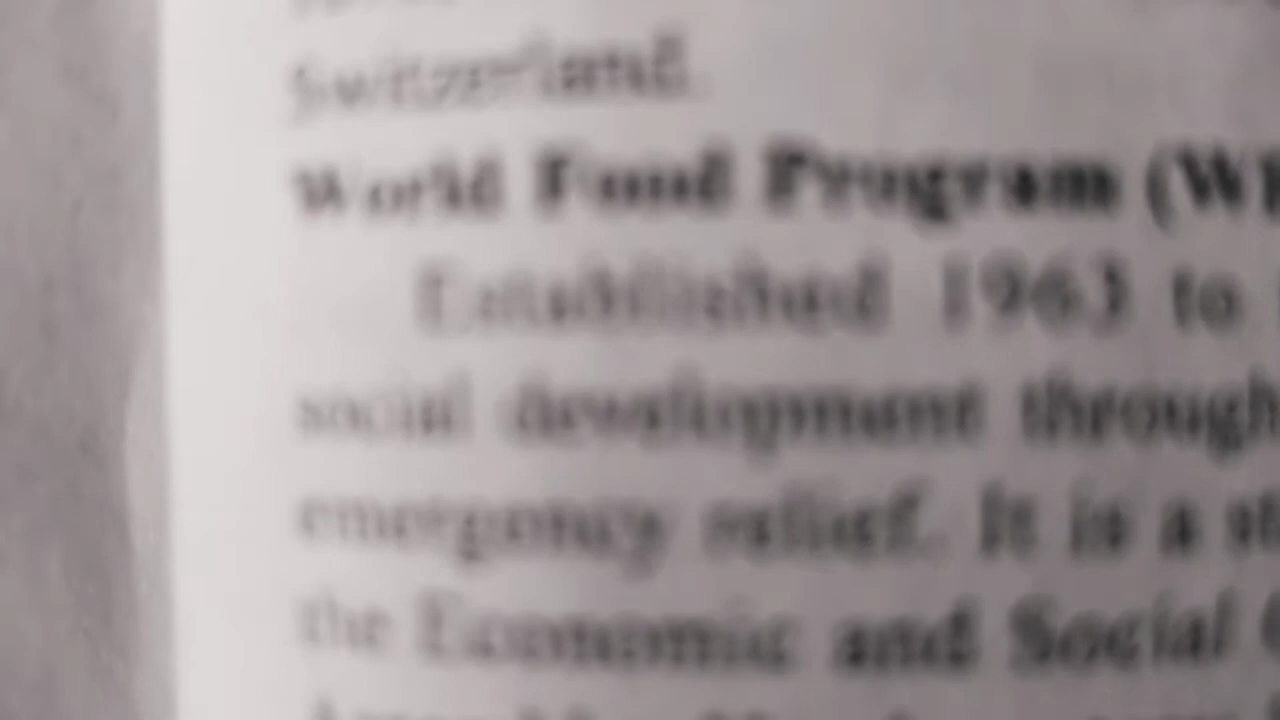 Switzerland.
World Food Program
Established 1963 to
social development through
emergency relief. It is a
the Economic and Social